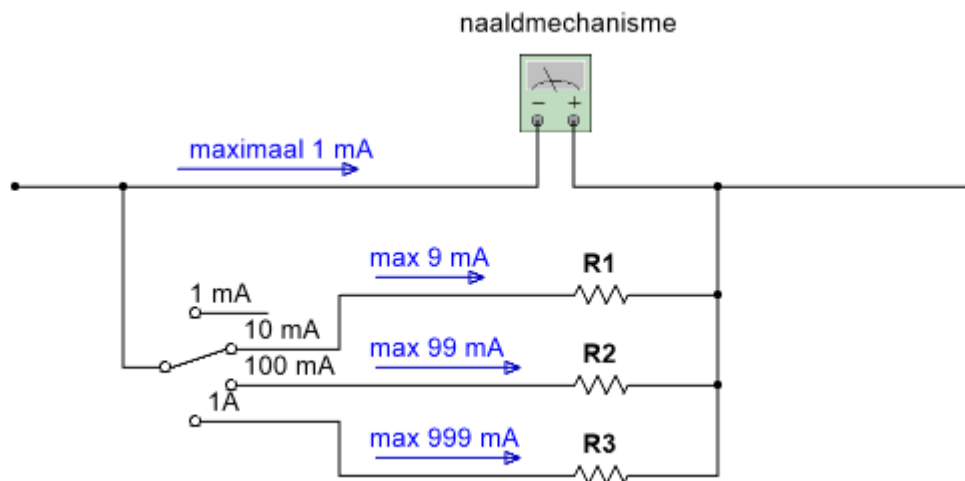 naaldmechanisme
− +
maximaal 1 mA
max 9 mA
R1
1 mA
10 mA
max 99 mA
R2
100 mA
1A
max 999 mA
R3